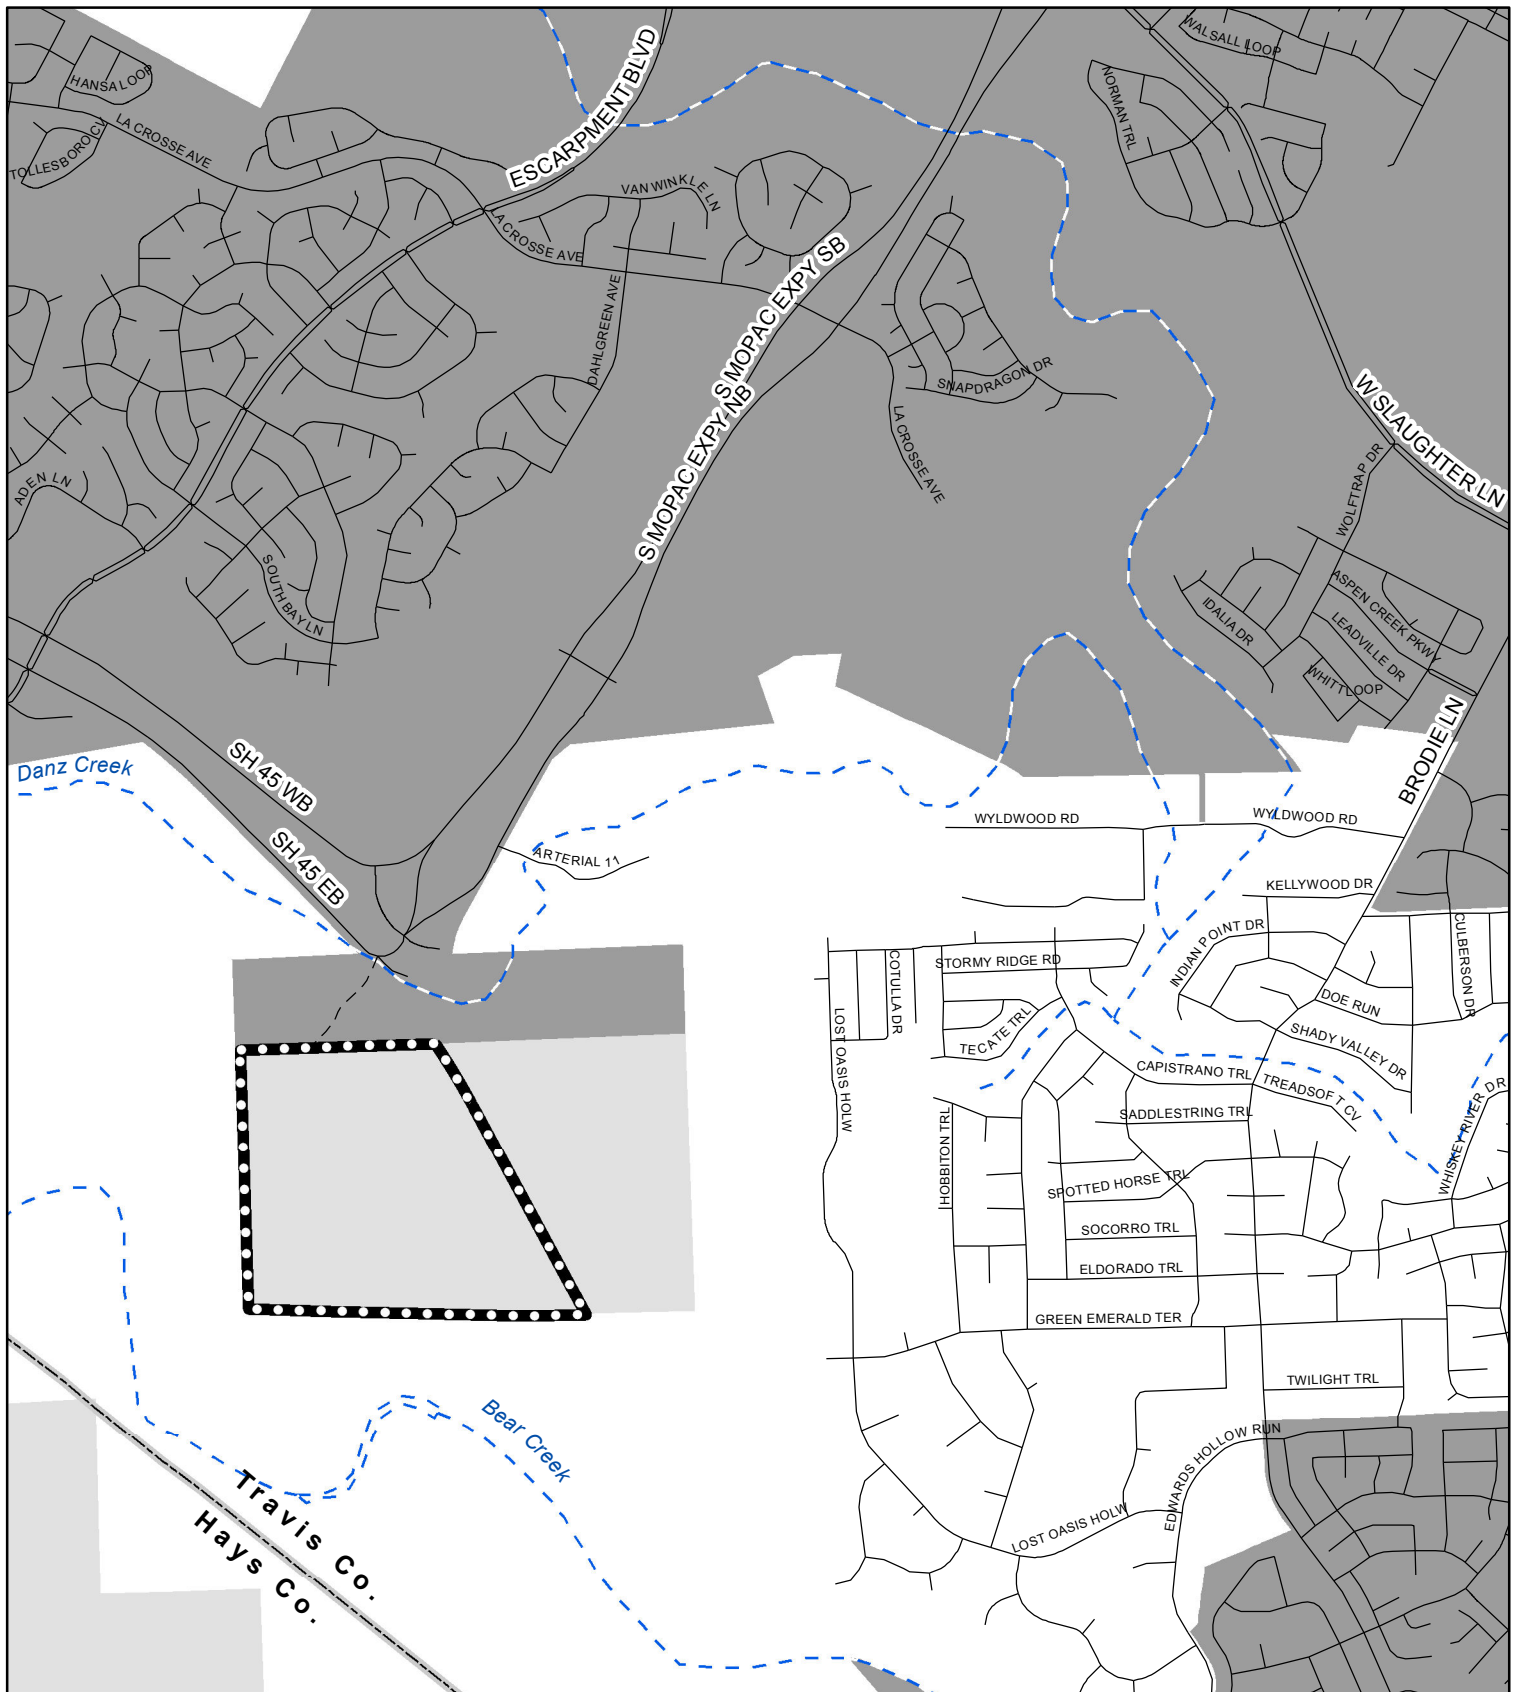 WALSALL LOOP
HANSA LOOP
NORMAN TRL
ESCARPMENT BLVD
LA CROSSE AVE
TOLLESBORO CV
VAN WINKLE LN
LA CROSSE AVE
S MOPAC EXPY SB
DAHLGREEN AVE
SNAPDRAGON DR
S MOPAC EXPY NB
W SLAUGHTER LN
LA CROSSE AVE
ADEN LN
WOLFTRAP DR
SOUTH BAY LN
ASPEN CREEK PKWY
IDALIA DR
LEADVILLE DR
WHITT LOOP
BRODIE LN
Danz Creek
SH 45 WB
WYLDWOOD RD
WYLDWOOD RD
SH 45 EB
ARTERIAL 11
KELLYWOOD DR
INDIAN POINT DR
CULBERSON DR
STORMY RIDGE RD
COTULLA DR
DOE RUN
LOST OASIS HOLW
TECATE TRL
SHADY VALLEY DR
CAPISTRANO TRL
TREADSOFT CV
WHISKEY RIVER DR
SADDLESTRING TRL
HOBBITON TRL
SPOTTED HORSE TRL
SOCORRO TRL
ELDORADO TRL
GREEN EMERALD TER
TWILIGHT TRL
Bear Creek
EDWARDS HOLLOW RUN
LOST OASIS HOLW
Travis Co.
Hays Co.